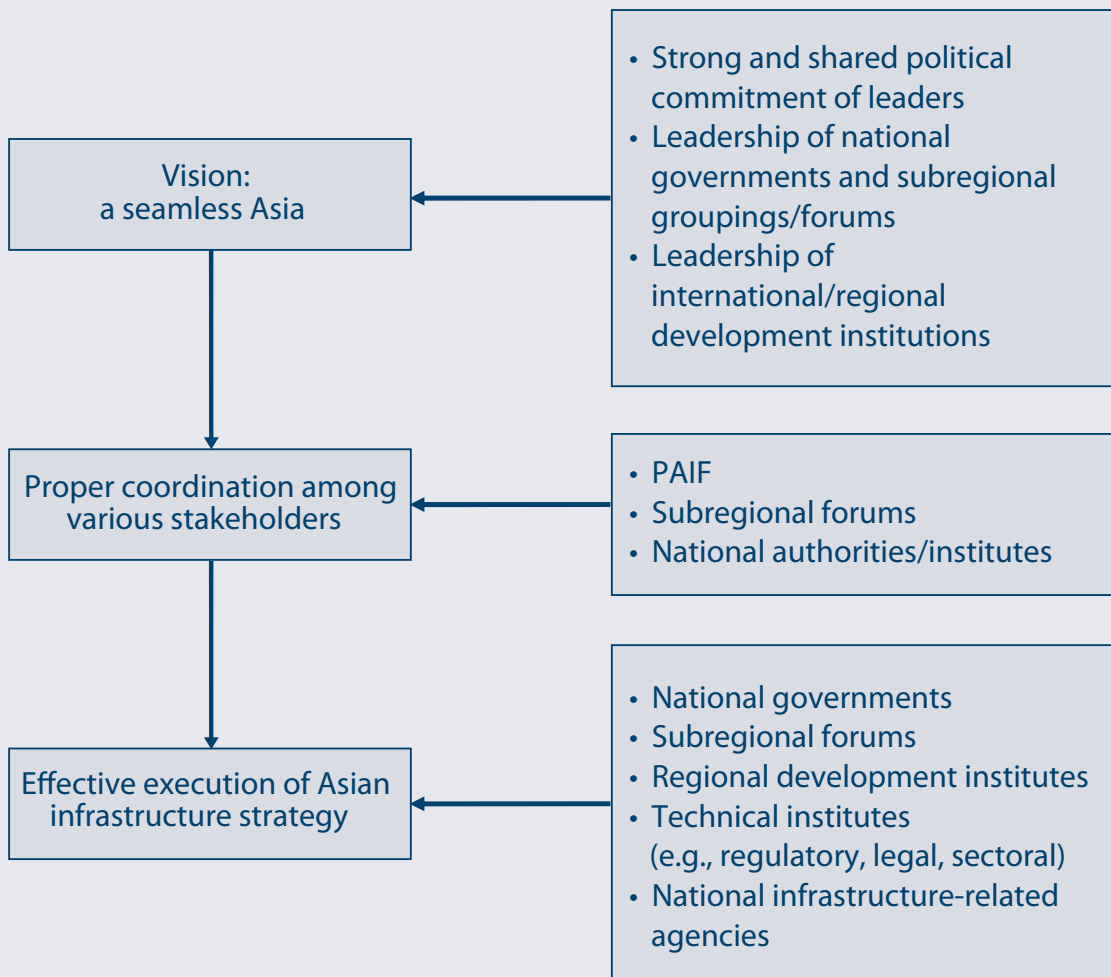 Vision:
a seamless Asia
• Strong and shared political
commitment of leaders
• Leadership of national
governments and subregional
groupings/forums
• Leadership of
international/regional
development institutions
Proper coordination among
various stakeholders
• PAIF
• Subregional forums
• National authorities/institutes
Effective execution of Asian
infrastructure strategy
• National governments
• Subregional forums
• Regional development institutes
• Technical institutes
(e.g., regulatory, legal, sectoral)
• National infrastructure-related
agencies